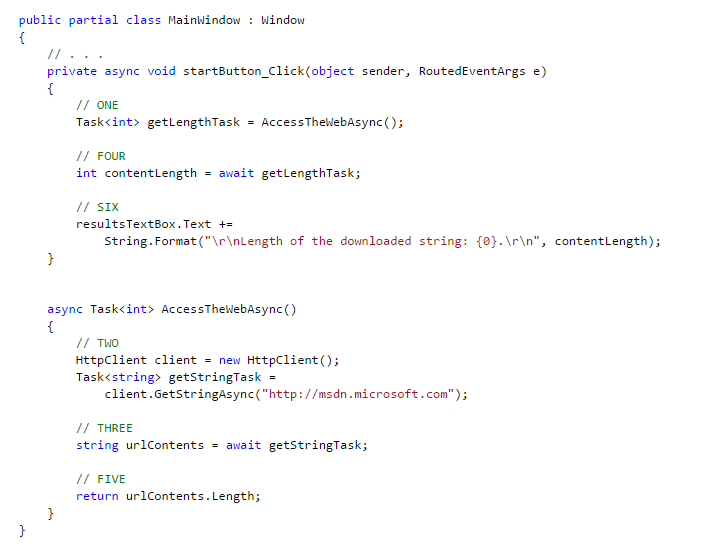 public partial class MainWindow : Window
{
    // . . .
    private async void startButton_Click(object sender, RoutedEventArgs e)
    {
        // ONE
        Task<int> getLengthTask = AccessTheWebAsync();

        // FOUR
        int contentLength = await getLengthTask;

        // SIX
        resultsTextBox.Text +=
            String.Format("\r\nLength of the downloaded string: {0}.\r\n", contentLength);
    }


    async Task<int> AccessTheWebAsync()
    {
        // TWO
        HttpClient client = new HttpClient();
        Task<string> getStringTask =
            client.GetStringAsync("http://msdn.microsoft.com");

        // THREE
        string urlContents = await getStringTask;

        // FIVE
        return urlContents.Length;
    }
}